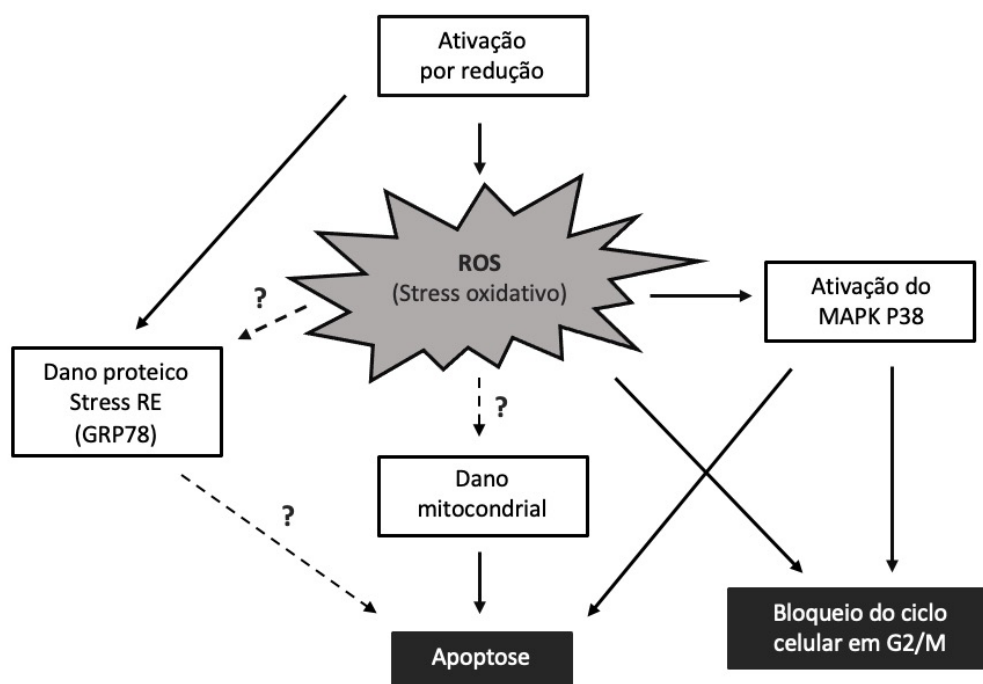 Ativação
por redução
ROS
(Stress oxidativo)
Ativação do
MAPK P38
?
Dano proteico
Stress RE
(GRP78)
?
Dano
mitocondrial
?
Bloqueio do ciclo
celular em G2/M
Apoptose